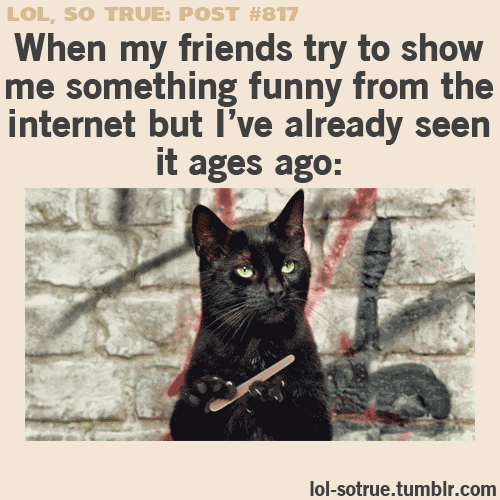 LOL, SO TRUE: POST #817
When my friends try to show
me something funny from the
internet but I've already seen
it ages ago:
lol-sotrue.tumblr.com